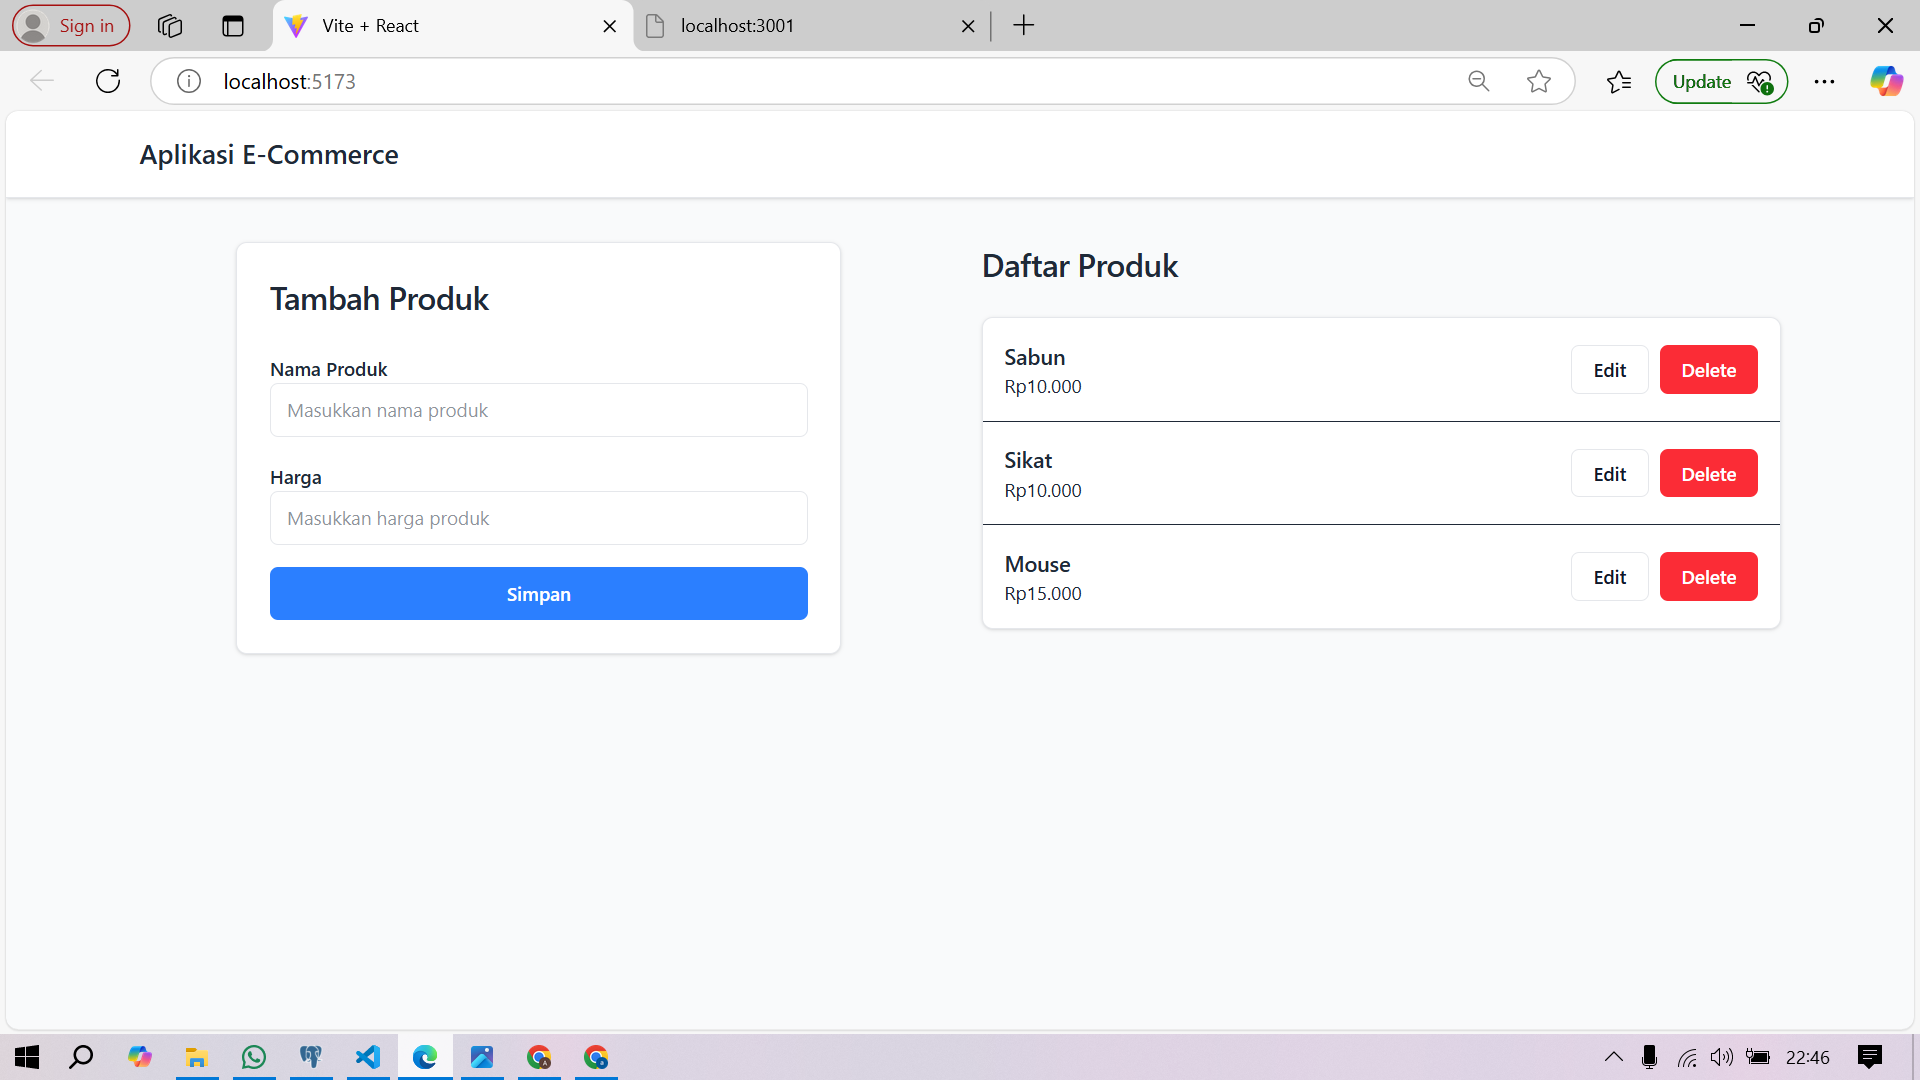 Sign in
Vite + React
localhost:3001
localhost:5173
Update
Aplikasi E-Commerce
Tambah Produk
Nama Produk
Masukkan nama produk
Harga
Masukkan harga produk
Simpan
Daftar Produk
Sabun
Rp10.000
Edit
Delete
Sikat
Rp10.000
Edit
Delete
Mouse
Rp15.000
Edit
Delete
22:46